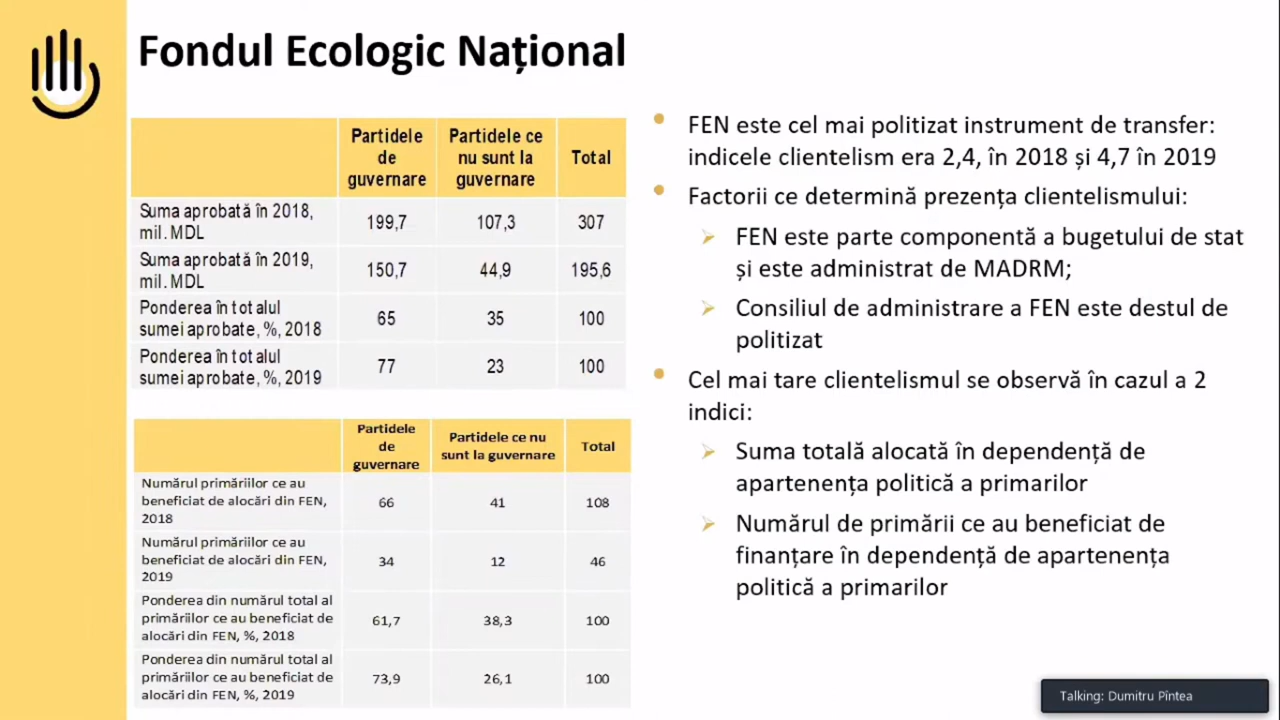 Fondul Ecologic Național
Partidele
de
guvernare
Partidele ce
nu sunt la
guvernare
Total
Suma aprobată în 2018,
mil. MDL
199,7
107,3
307
Suma aprobată în 2019,
mil. MDL
150,7
44,9
195,6
Ponderea în totalul
sumei aprobate, %, 2018
65
35
100
Ponderea în totalul
sumei aprobate, %, 2019
77
23
100
Partidele
de
guvernare
Partidele ce nu
sunt la guvernare
Total
Numărul primăriilor ce au
beneficiat de alocări din FEN,
2018
66
41
108
Numărul primăriilor ce au
beneficiat de alocări din FEN,
2019
34
12
46
Ponderea din numărul total al
primăriilor ce au beneficiat de
alocări din FEN, %, 2018
61,7
38,3
100
Ponderea din numărul total al
primăriilor ce au beneficiat de
alocări din FEN, %, 2019
73,9
26,1
100
FEN este cel mai politizat instrument de transfer:
indicele clientelism era 2,4, în 2018 și 4,7 în 2019
Factorii ce determină prezența clientelismului:
FEN este parte componentă a bugetului de stat
și este administrat de MADRM;
Consiliul de administrare a FEN este destul de
politizat
Cel mai tare clientelismul se observă în cazul a 2
indici:
Suma totală alocată în dependență de
apartenența politică a primarilor
Numărul de primării ce au beneficiat de
finanțare în dependență de apartenența
politică a primarilor
Talking: Dumitru Pîntea